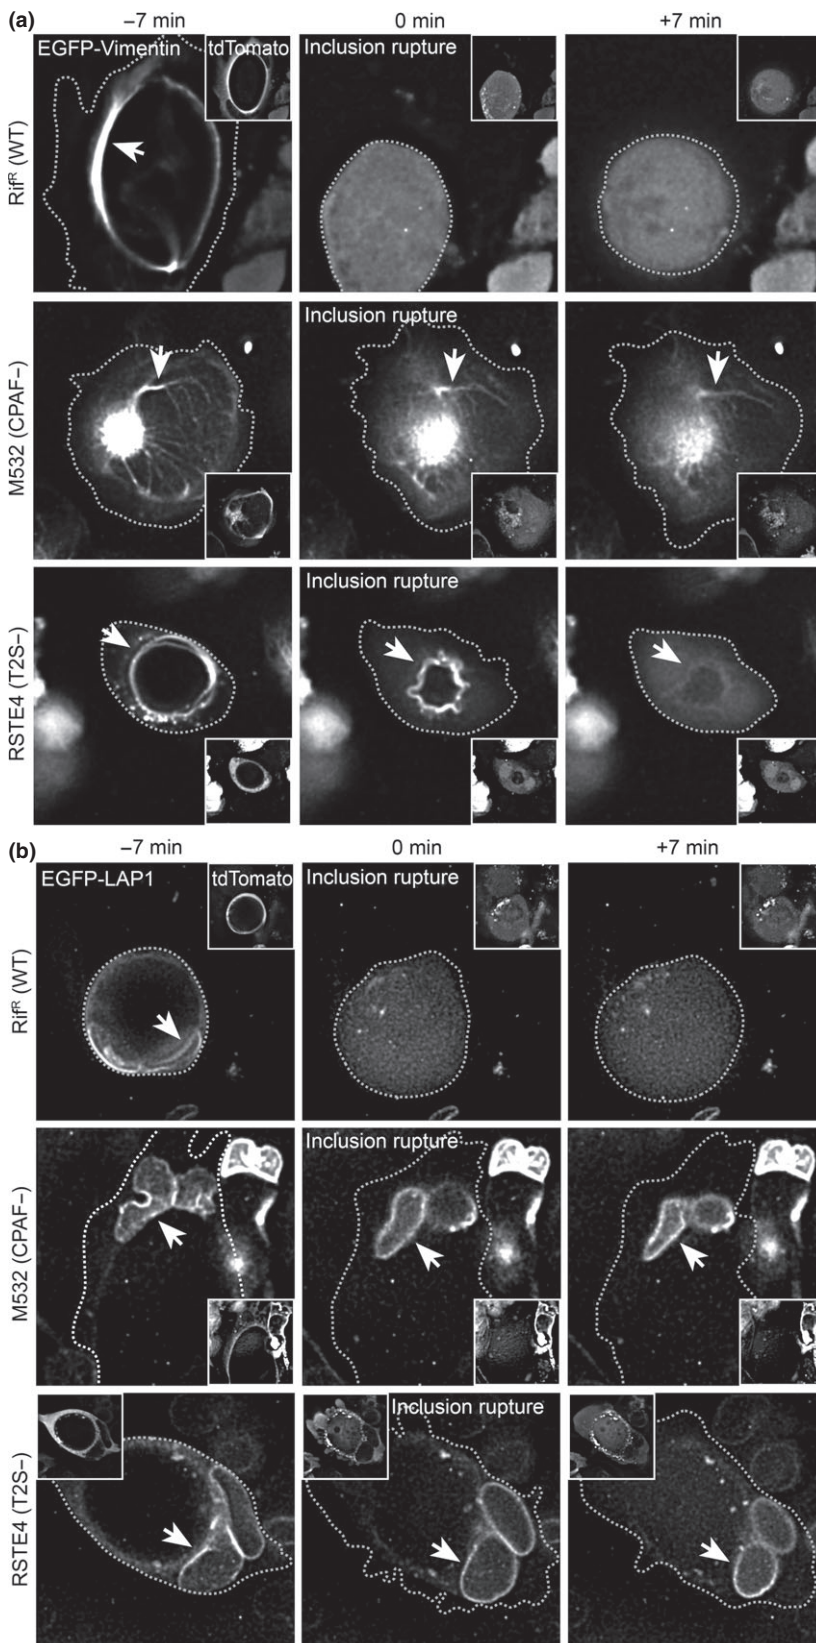 (a)
−7 min 0 min +7 min
RifR (WT)
EGFP-Vimentin tdTomato
Inclusion rupture
M532 (CPAF−)
Inclusion rupture
RSTE4 (T2S−)
Inclusion rupture
(b)
−7 min 0 min +7 min
RifR (WT)
EGFP-LAP1 tdTomato
Inclusion rupture
M532 (CPAF−)
Inclusion rupture
RSTE4 (T2S−)
Inclusion rupture